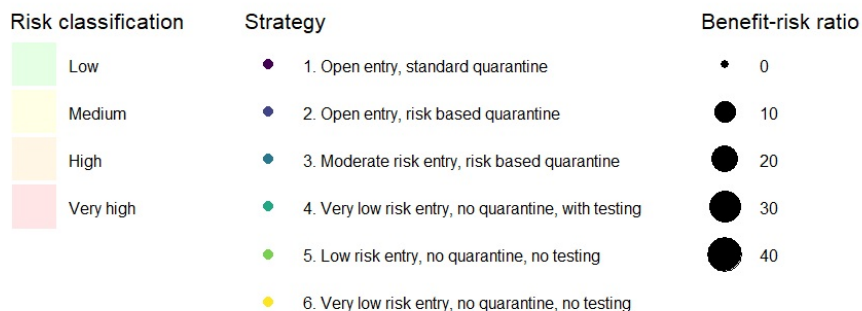 Risk classification
Low
Medium
High
Very high
Strategy
1. Open entry, standard quarantine
2. Open entry, risk based quarantine
3. Moderate risk entry, risk based quarantine
4. Very low risk entry, no quarantine, with testing
5. Low risk entry, no quarantine, no testing
6. Very low risk entry, no quarantine, no testing
Benefit-risk ratio
0
10
20
30
40